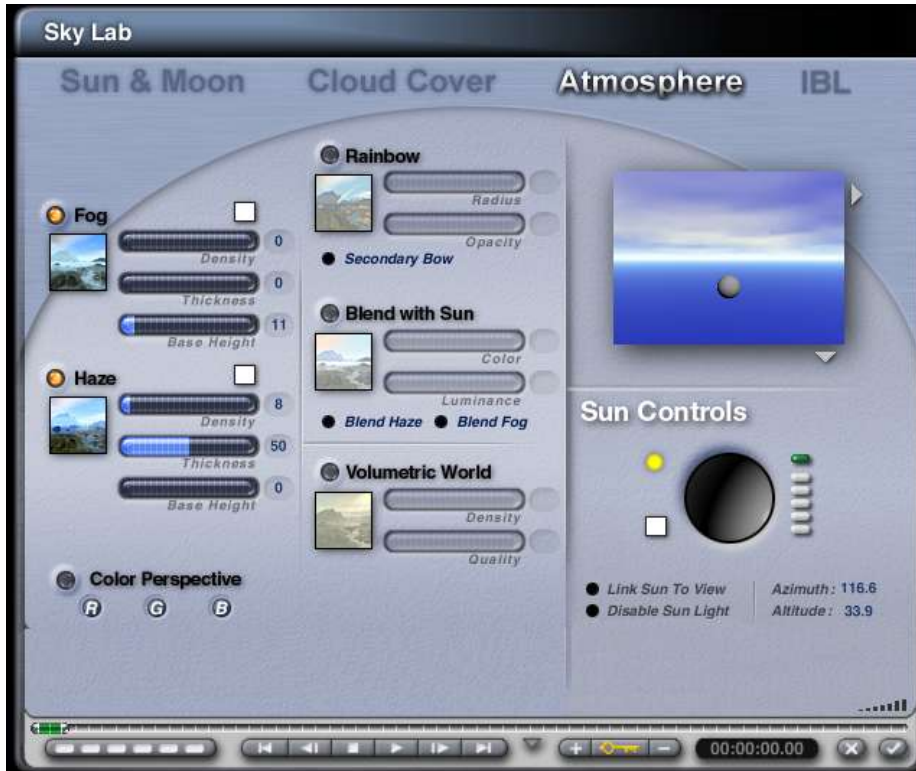 Sky Lab
Sun & Moon Cloud Cover Atmosphere IBL
Fog
Density 0
Thickness 0
Base Height 11
Haze
Density 8
Thickness 50
Base Height 0
Color Perspective
R G B
Rainbow
Radius
Opacity
Secondary Bow
Blend with Sun
Color
Luminance
Blend Haze Blend Fog
Volumetric World
Density
Quality
Sun Controls
Link Sun To View Azimuth: 116.6
Disable Sun Light Altitude: 33.9
00:00:00.00